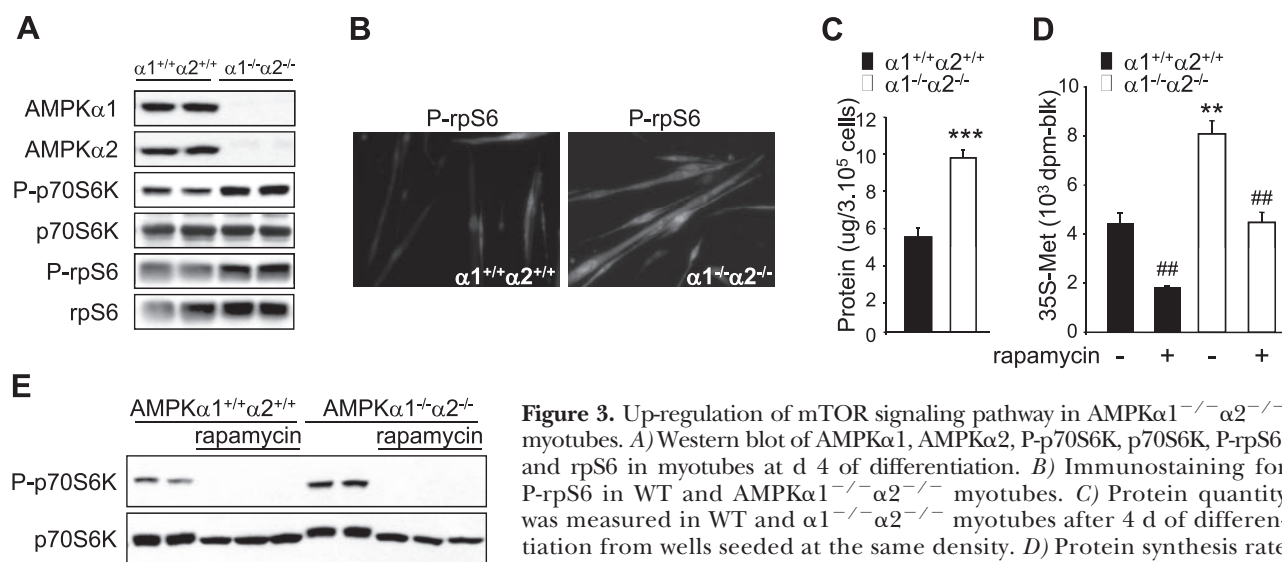 A
α1+/+α2+/+ α1-/-α2-/-
AMPKα1
AMPKα2
P-p70S6K
p70S6K
P-rpS6
rpS6
B
P-rpS6 P-rpS6
α1+/+α2+/+ α1-/-α2-/-
C
α1+/+α2+/+
α1-/-α2-/-
Protein (ug/3.10⁵ cells)
12
10
8
6
4
2
0
***
D
α1+/+α2+/+
α1-/-α2-/-
35S-Met (10³ dpm-blk)
10
8
6
4
2
0
**
##
##
rapamycin - + - +
E
AMPKα1+/+α2+/+ AMPKα1-/-α2-/-
rapamycin rapamycin
P-p70S6K
p70S6K
Figure 3. Up-regulation of mTOR signaling pathway in AMPKα1−/−α2−/−
myotubes. A) Western blot of AMPKα1, AMPKα2, P-p70S6K, p70S6K, P-rpS6
and rpS6 in myotubes at d 4 of differentiation. B) Immunostaining for
P-rpS6 in WT and AMPKα1−/−α2−/− myotubes. C) Protein quantity
was measured in WT and α1−/−α2−/− myotubes after 4 d of differen-
tiation from wells seeded at the same density. D) Protein synthesis rate